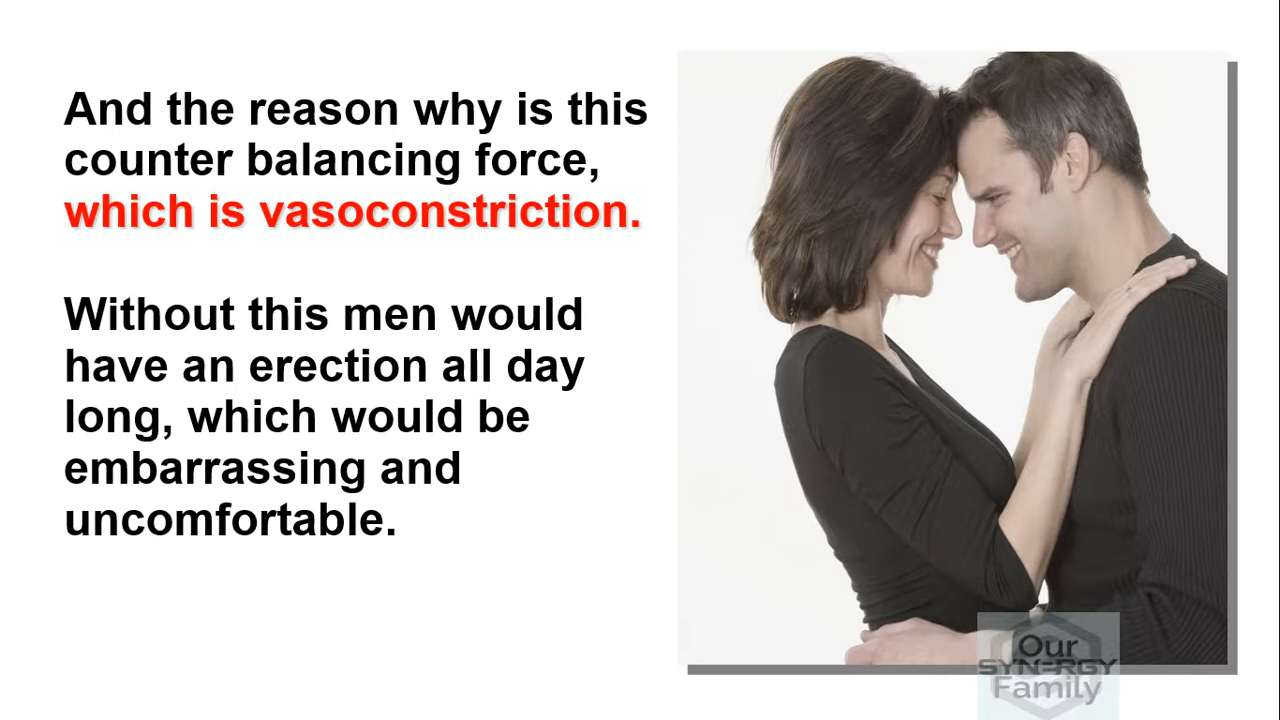 And the reason why is this
counter balancing force,
which is vasoconstriction.
Without this men would
have an erection all day
long, which would be
embarrassing and
uncomfortable.
Our
SYNERGY
Family